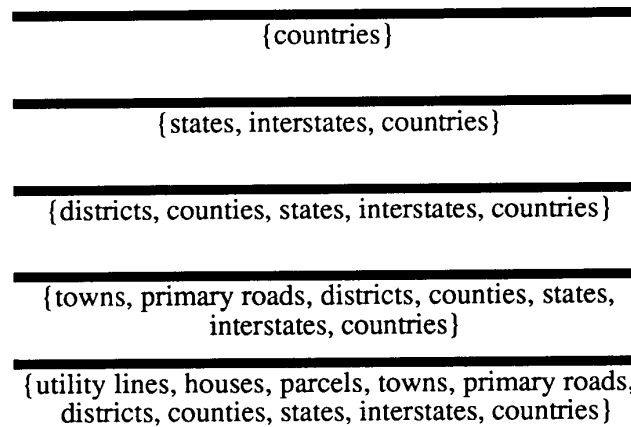 {countries}
{states, interstates, countries}
{districts, counties, states, interstates, countries}
{towns, primary roads, districts, counties, states,
interstates, countries}
{utility lines, houses, parcels, towns, primary roads,
districts, counties, states, interstates, countries}